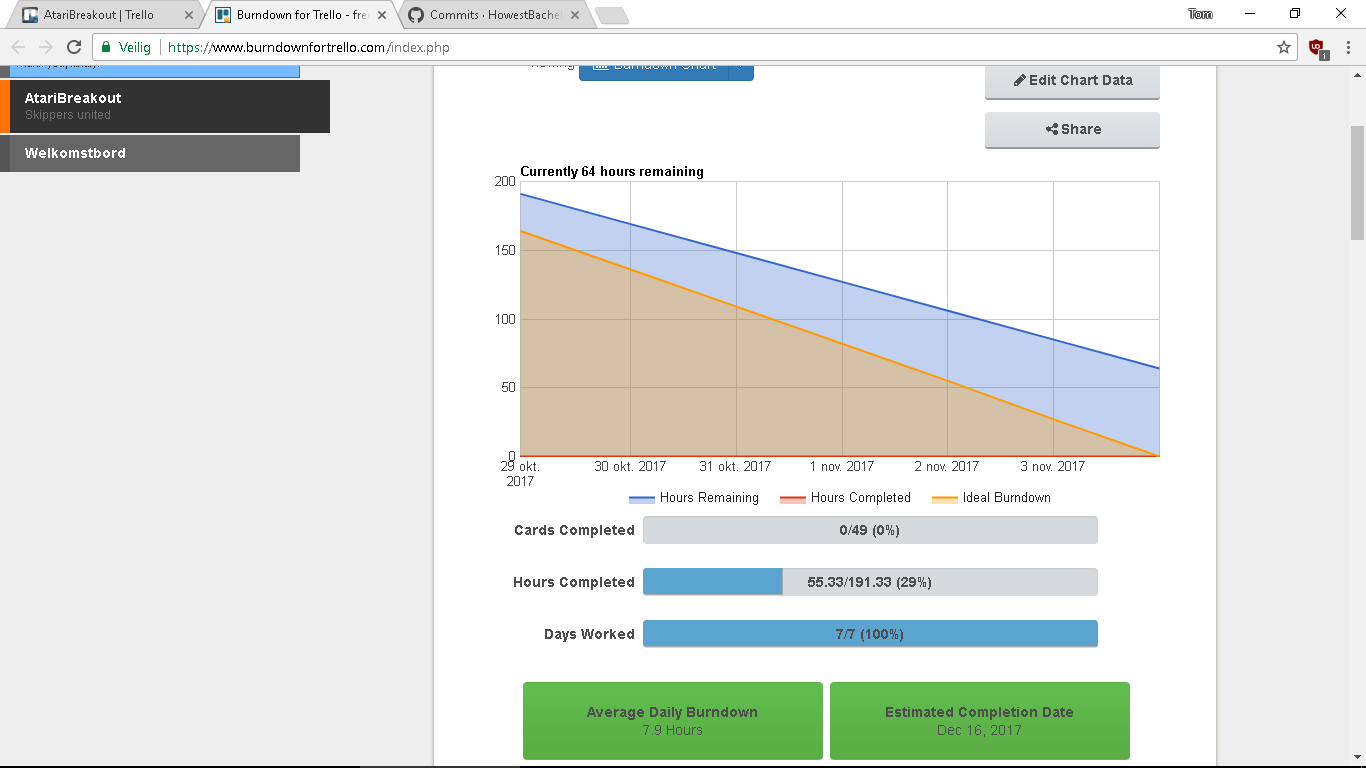 AtariBreakout | Trello
Burndown for Trello - fre
Commits · HowestBache
Tom
Veilig
https://www.burndownfortrello.com/index.php
1
AtariBreakout
Skippers united
Welkomstbord
Burndown Chart
Edit Chart Data
Share
Currently 64 hours remaining
200
150
100
50
0
29 okt.
2017
30 okt. 2017
31 okt. 2017
1 nov. 2017
2 nov. 2017
3 nov. 2017
Hours Remaining
Hours Completed
Ideal Burndown
Cards Completed
0/49 (0%)
Hours Completed
55.33/191.33 (29%)
Days Worked
7/7 (100%)
Average Daily Burndown
7.9 Hours
Estimated Completion Date
Dec 16, 2017